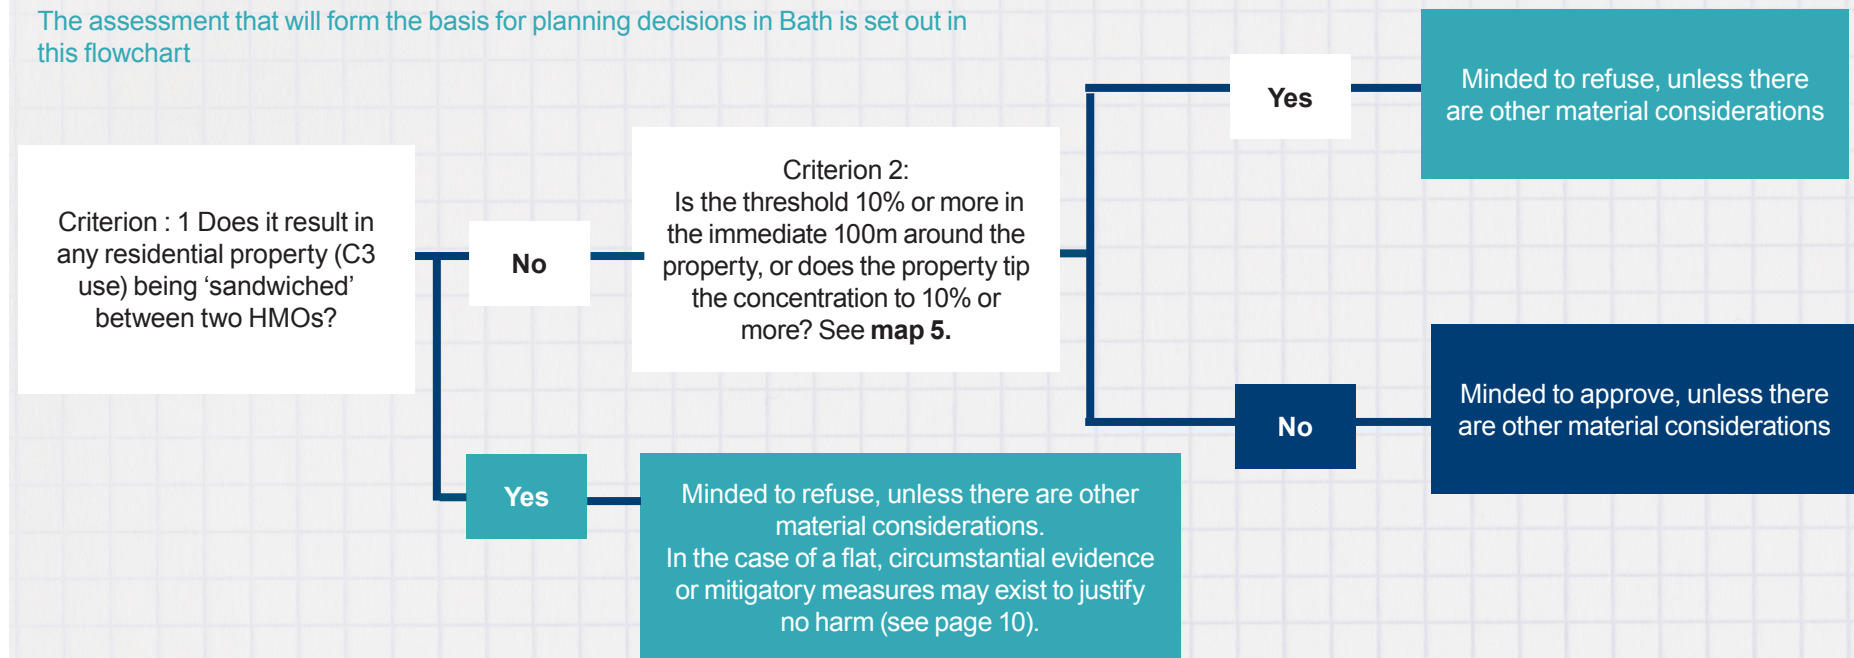 The assessment that will form the basis for planning decisions in Bath is set out in
this flowchart
Criterion : 1 Does it result in
any residential property (C3
use) being ‘sandwiched’
between two HMOs?
No
Criterion 2:
Is the threshold 10% or more in
the immediate 100m around the
property, or does the property tip
the concentration to 10% or
more? See map 5.
Yes
Minded to refuse, unless there
are other material considerations
No
Minded to approve, unless there
are other material considerations
Yes
Minded to refuse, unless there are other
material considerations.
In the case of a flat, circumstantial evidence
or mitigatory measures may exist to justify
no harm (see page 10).